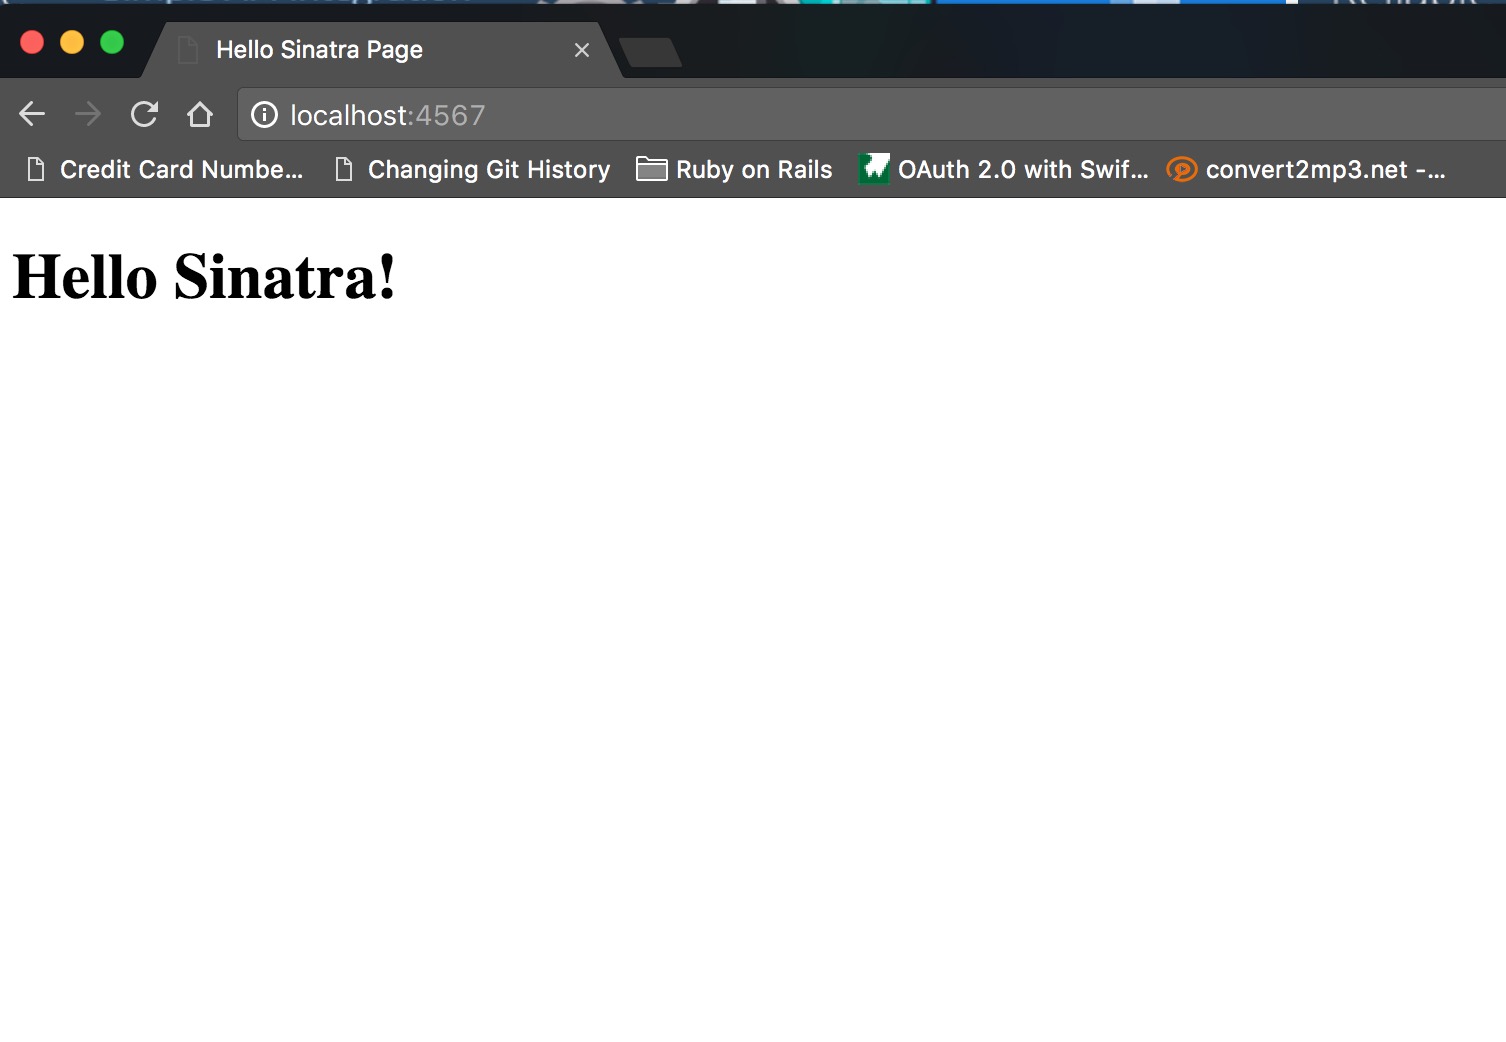 Hello Sinatra Page
localhost:4567
Credit Card Numbe... Changing Git History Ruby on Rails OAuth 2.0 with Swif... convert2mp3.net -...
Hello Sinatra!